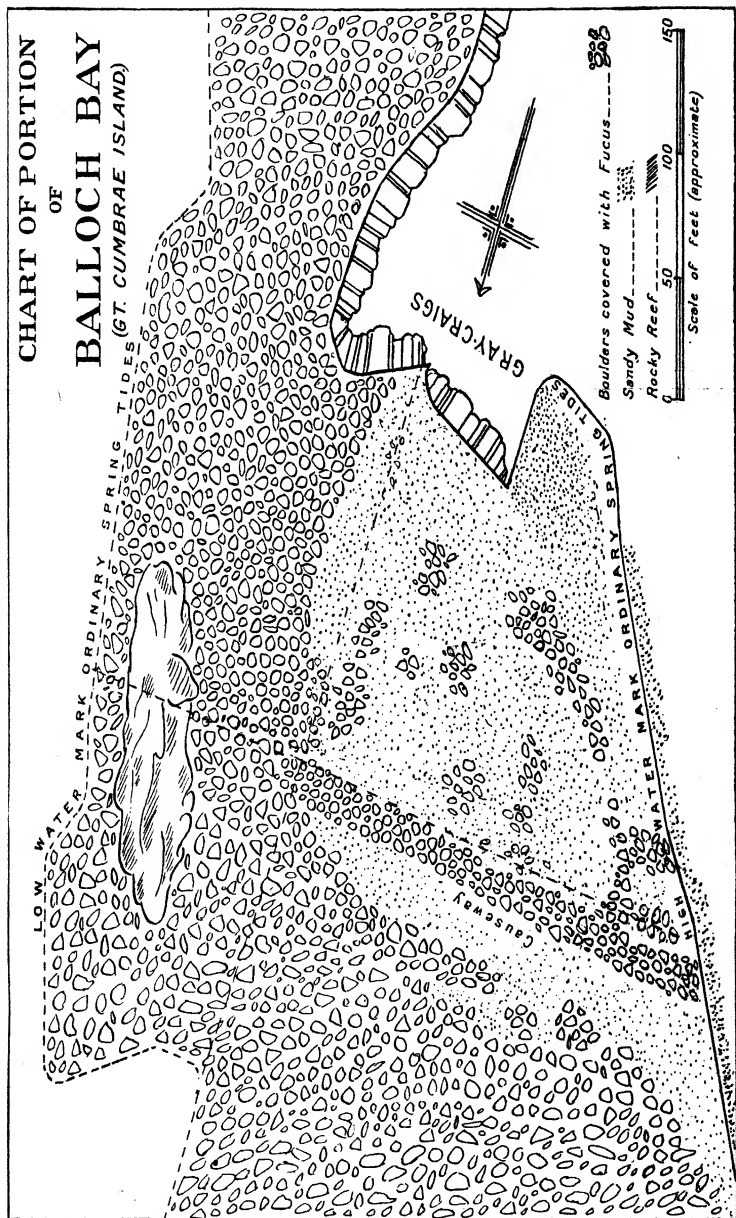 CHART OF PORTION
OF
BALLOCH BAY
(GT. CUMBRAE ISLAND.)
LOW WATER MARK ORDINARY SPRING TIDES
GRAY-CRAIGS
Causeway
HIGH WATER MARK ORDINARY SPRING TIDES
Boulders covered with Fucus
Sandy Mud
Rocky Reef
0 50 100 150
Scale of feet (approximate)